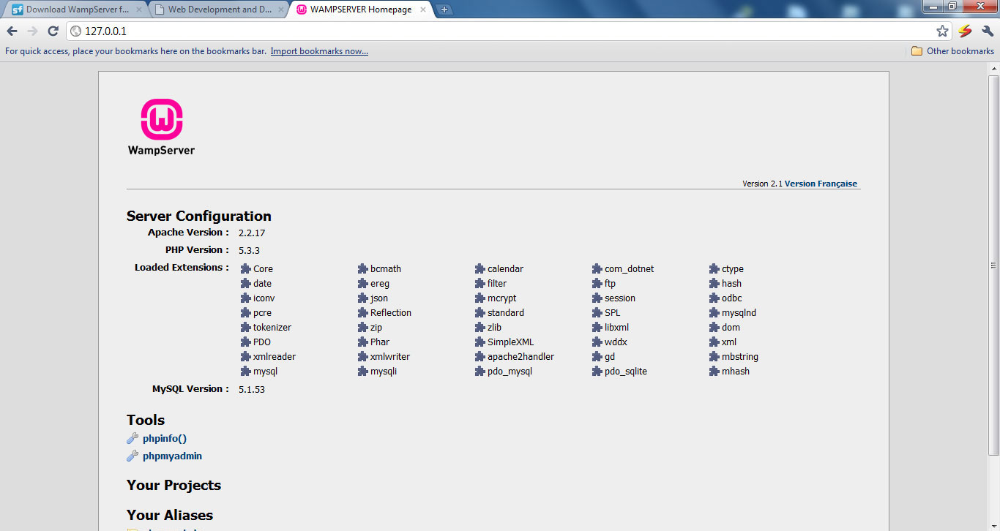 Download WampServer f...
Web Development and D...
WAMPSERVER Homepage
127.0.0.1
For quick access, place your bookmarks here on the bookmarks bar. Import bookmarks now...
Other bookmarks
WampServer
Version 2.1 Version Française
Server Configuration
Apache Version : 2.2.17
PHP Version : 5.3.3
Loaded Extensions : Core bcmath calendar com_dotnet ctype
date ereg filter ftp hash
iconv json mcrypt session odbc
pcre Reflection standard SPL mysqlnd
tokenizer zip zlib libxml dom
PDO Phar SimpleXML wddx xml
xmlreader xmlwriter apache2handler gd mbstring
mysql mysqli pdo_mysql pdo_sqlite mhash
MySQL Version : 5.1.53
Tools
phpinfo()
phpmyadmin
Your Projects
Your Aliases